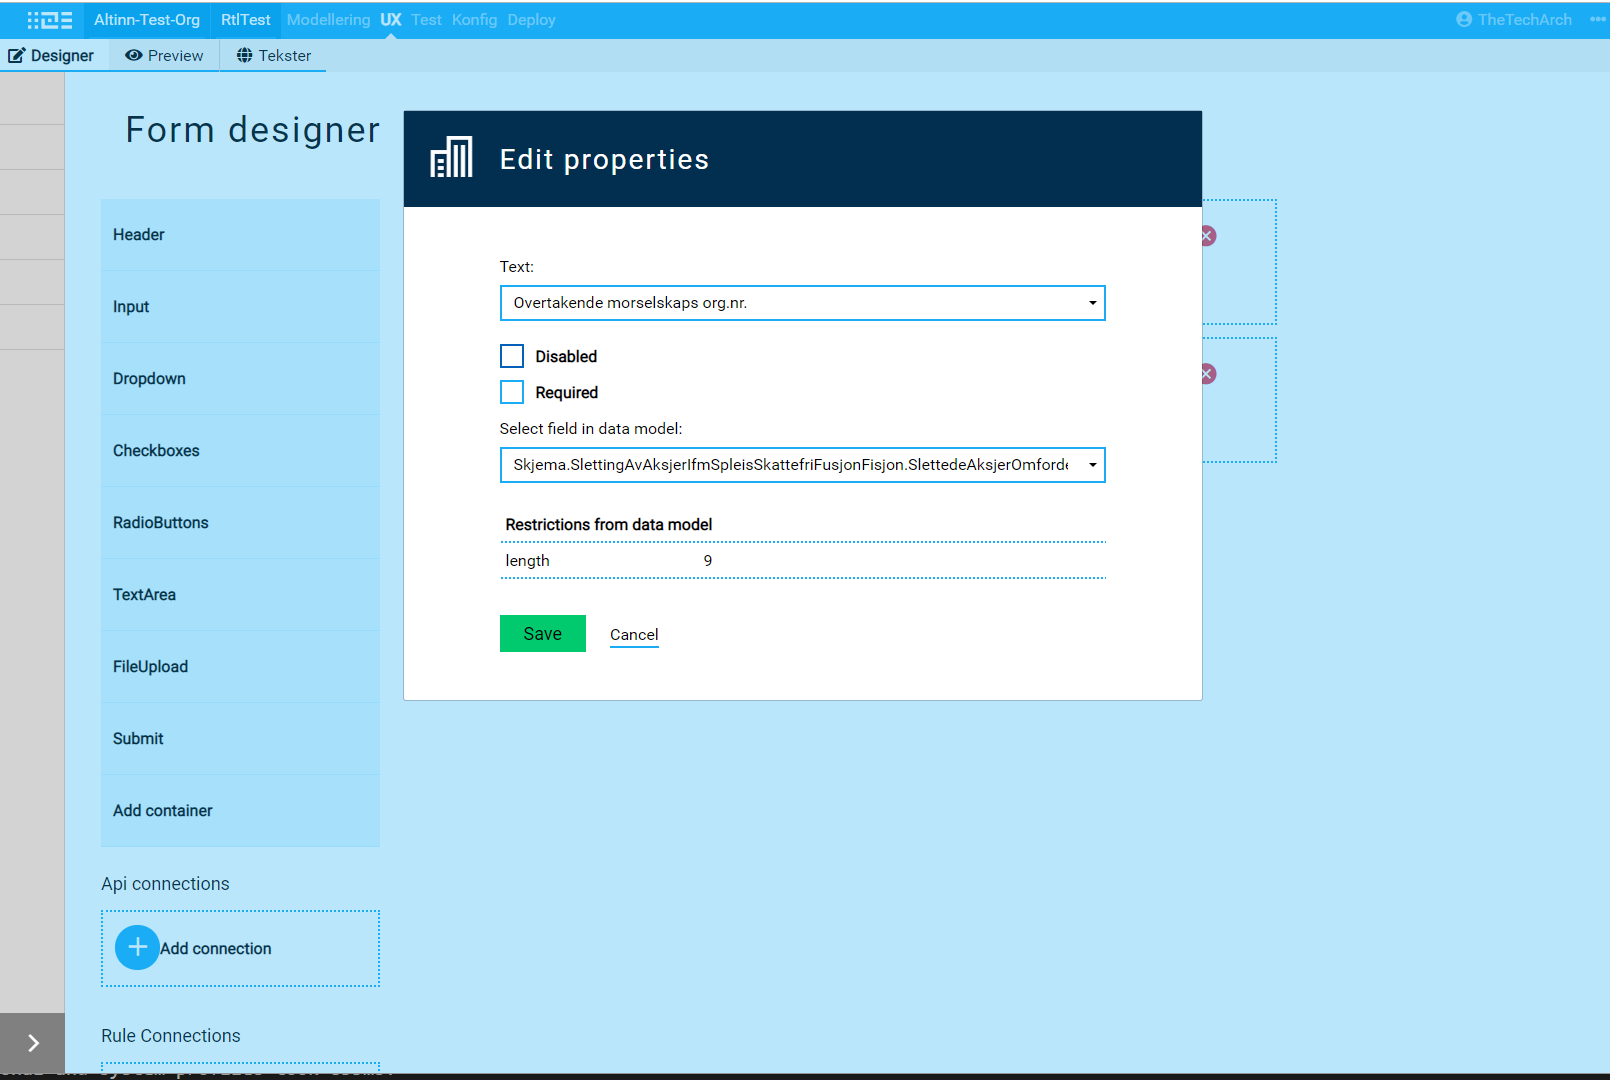 Altinn-Test-Org RtlTest Modellering UX Test Konfig Deploy TheTechArch
Designer Preview Tekster
Form designer
Edit properties
Header
Input
Dropdown
Checkboxes
RadioButtons
TextArea
FileUpload
Submit
Add container
Api connections
Add connection
Rule Connections
Text:
Overtakende morselskaps org.nr.
Disabled
Required
Select field in data model:
Skjema.SlettingAvAksjerIfmSpleisSkattefriFusjonFisjon.SlettedeAksjerOmforde
Restrictions from data model
length 9
Save Cancel